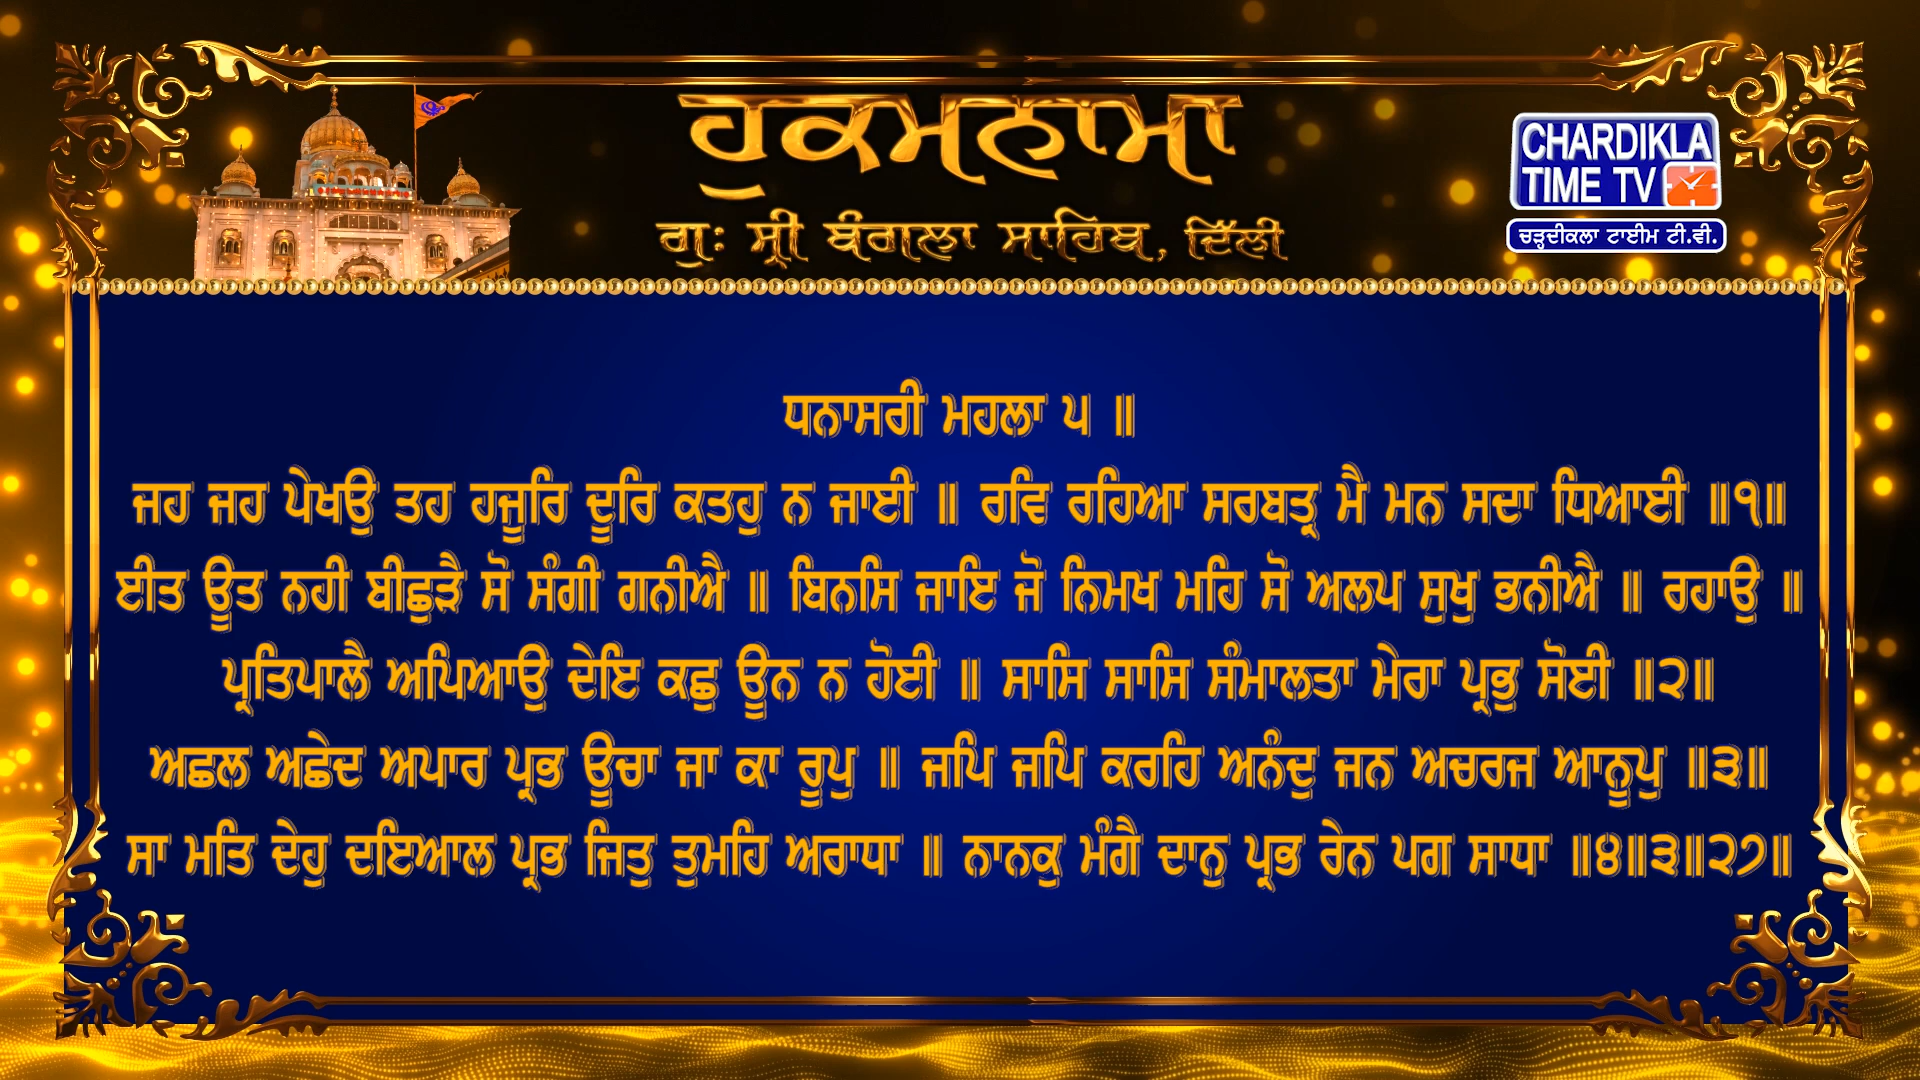 ਹੁਕਮਨਾਮਾ
ਗੁਃ ਸ੍ਰੀ ਬੰਗਲਾ ਸਾਹਿਬ, ਦਿੱਲੀ
CHARDIKLA
TIME TV
ਚੜ੍ਹਦੀਕਲਾ ਟਾਈਮ ਟੀ.ਵੀ.
ਧਨਾਸਰੀ ਮਹਲਾ ੫ ॥
ਜਹ ਜਹ ਪੇਖਉ ਤਹ ਹਜੂਰਿ ਦੂਰਿ ਕਤਹੁ ਨ ਜਾਈ ॥ ਰਵਿ ਰਹਿਆ ਸਰਬਤ੍ਰ ਮੈ ਮਨ ਸਦਾ ਧਿਆਈ ॥੧॥
ਈਤ ਊਤ ਨਹੀ ਬੀਛੁੜੈ ਸੋ ਸੰਗੀ ਗਨੀਐ ॥ ਬਿਨਸਿ ਜਾਇ ਜੋ ਨਿਮਖ ਮਹਿ ਸੋ ਅਲਪ ਸੁਖੁ ਭਨੀਐ ॥ ਰਹਾਉ ॥
ਪ੍ਰਤਿਪਾਲੈ ਅਪਿਆਉ ਦੇਇ ਕਛੁ ਊਨ ਨ ਹੋਈ ॥ ਸਾਸਿ ਸਾਸਿ ਸੰਮਾਲਤਾ ਮੇਰਾ ਪ੍ਰਭੁ ਸੋਈ ॥੨॥
ਅਛਲ ਅਛੇਦ ਅਪਾਰ ਪ੍ਰਭ ਊਚਾ ਜਾ ਕਾ ਰੂਪੁ ॥ ਜਪਿ ਜਪਿ ਕਰਹਿ ਅਨੰਦੁ ਜਨ ਅਚਰਜ ਆਨੂਪੁ ॥੩॥
ਸਾ ਮਤਿ ਦੇਹੁ ਦਇਆਲ ਪ੍ਰਭ ਜਿਤੁ ਤੁਮਹਿ ਅਰਾਧਾ ॥ ਨਾਨਕੁ ਮੰਗੈ ਦਾਨੁ ਪ੍ਰਭ ਰੇਨ ਪਗ ਸਾਧਾ ॥੪॥੩॥੨੭॥